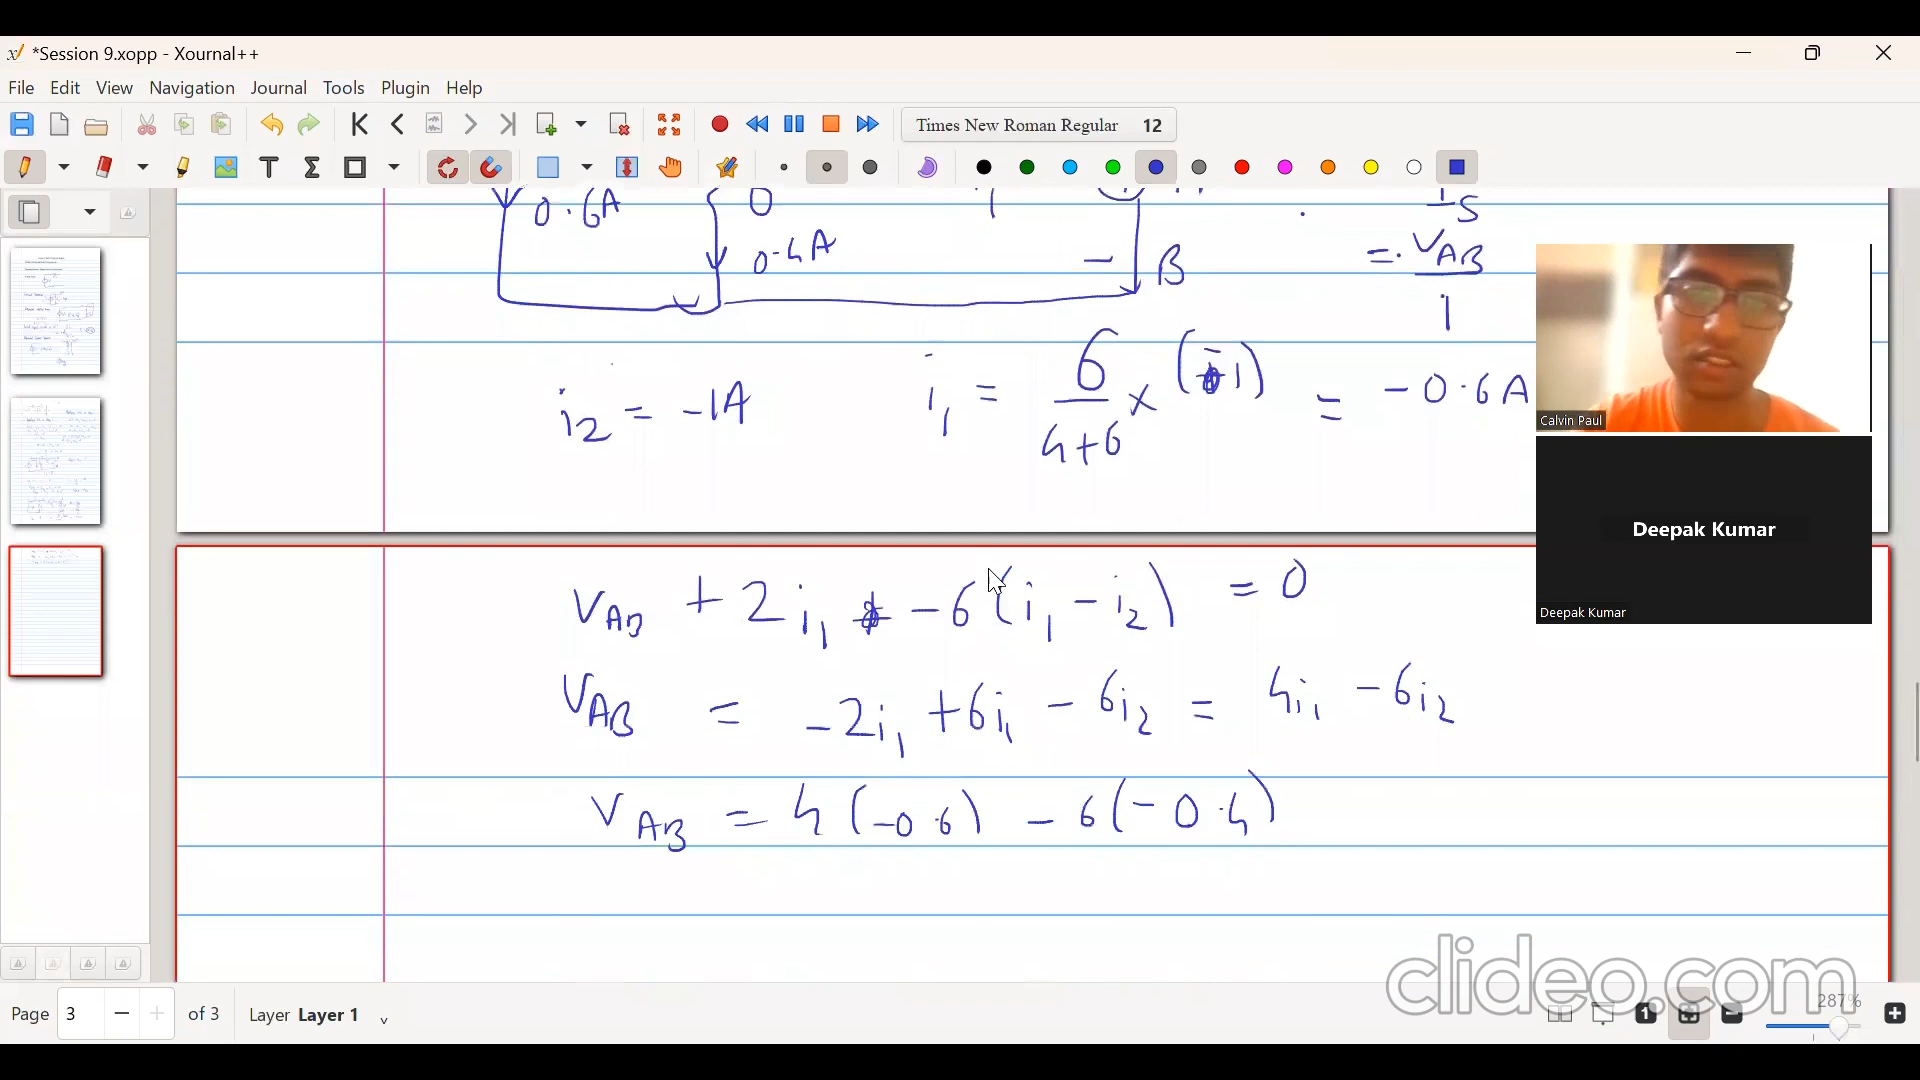 *Session 9.xopp - Xournal++
File Edit View Navigation Journal Tools Plugin Help
Times New Roman Regular 12
0.6A 0
0.4A
- B
1S
= VAB
1
i2 = -1A
i1 = 6 / 4+6 × (-1) = -0.6A
Calvin Paul
Deepak Kumar
Deepak Kumar
VAB + 2i1 -6(i1 - i2) = 0
VAB = -2i1 +6i1 - 6i2 = 4i1 - 6i2
VAB = 4(-0.6) - 6(-0.4)
clideo.com
Page 3 of 3 Layer Layer 1
287%